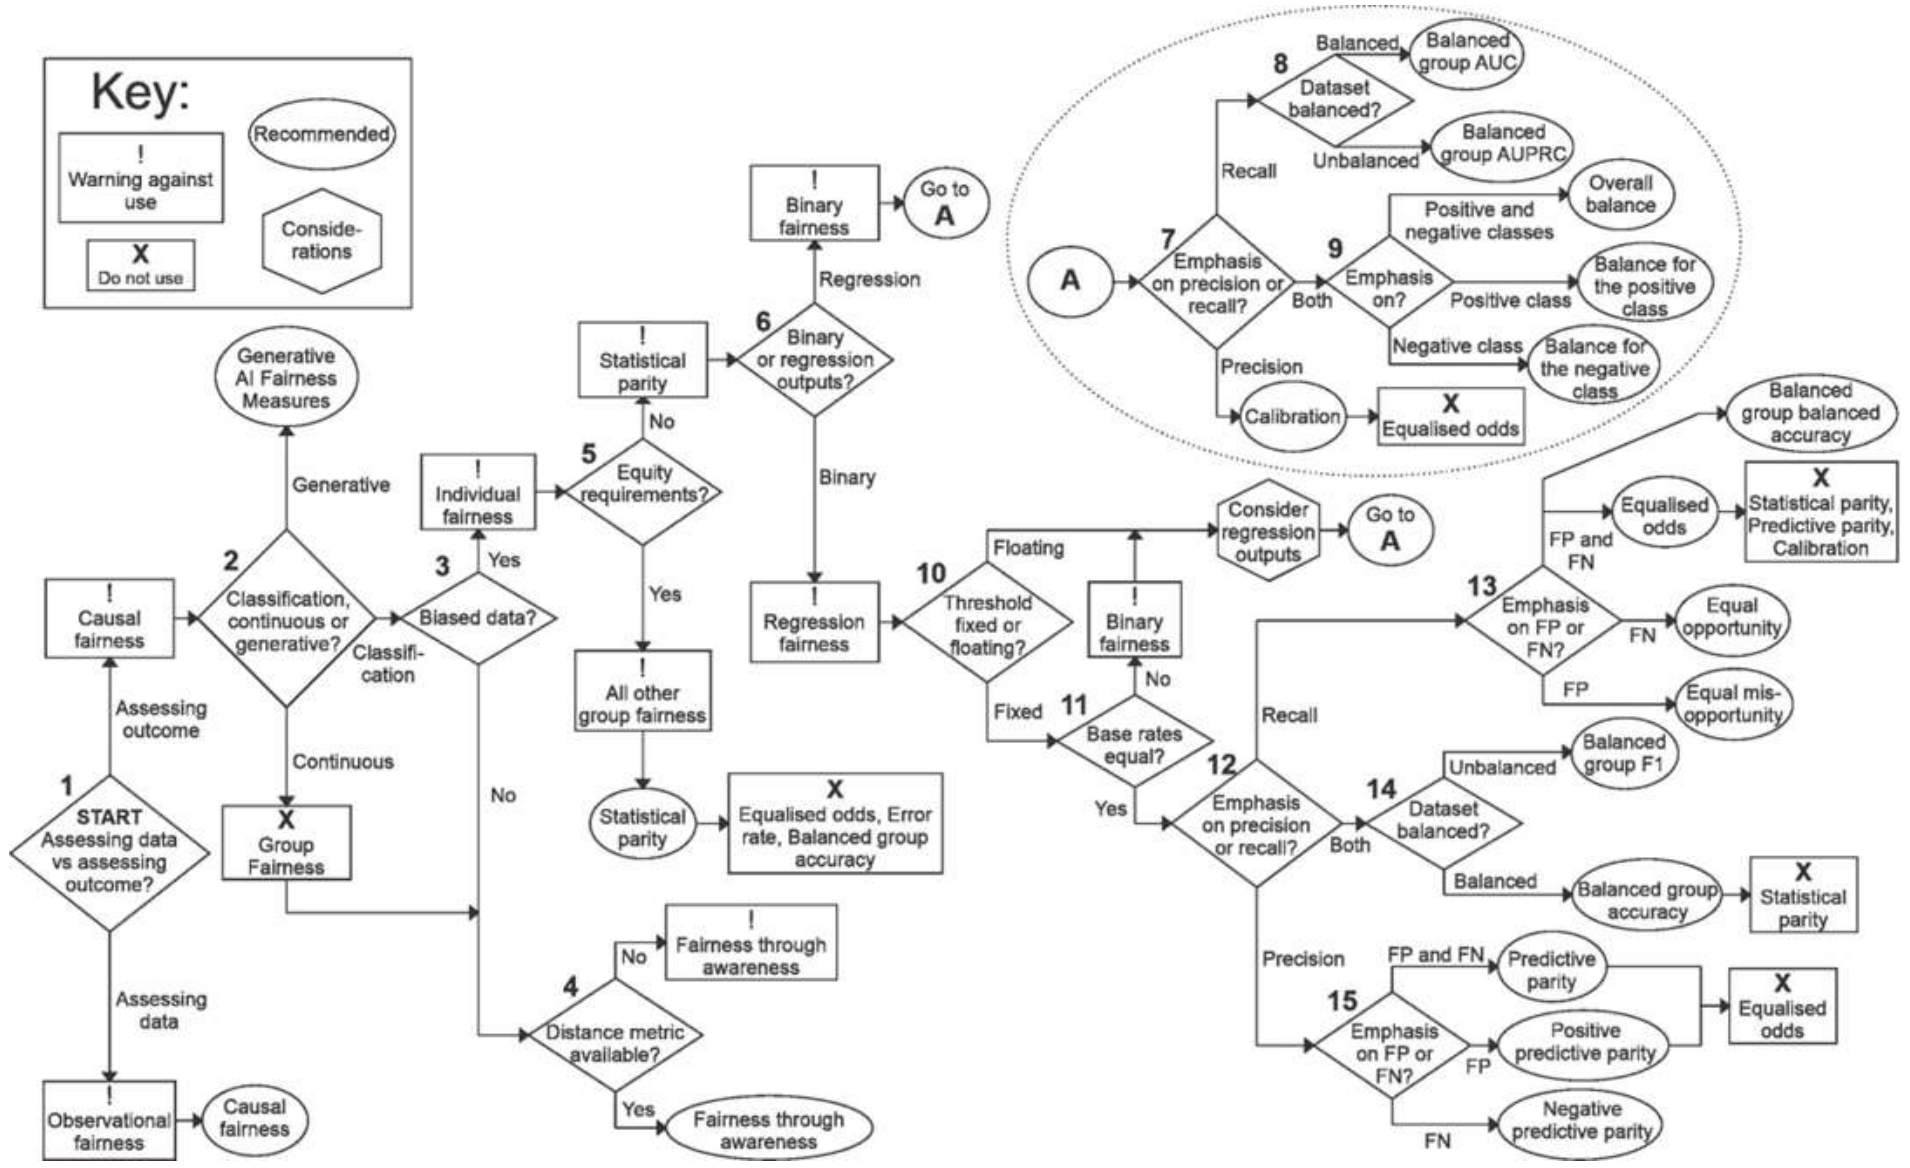 Key:
!
Warning against
use
Recommended
X
Do not use
Conside-
rations
1
START
Assessing data
vs assessing
outcome?
Assessing
outcome
Assessing
data
!
Observational
fairness
Causal
fairness
!
Causal
fairness
2
Classification,
continuous or
generative?
Generative
Generative
AI Fairness
Measures
Continuous
X
Group
Fairness
Classifi-
cation
3
Biased data?
Yes
No
!
Individual
fairness
4
Distance metric
available?
No
!
Fairness through
awareness
Yes
Fairness through
awareness
5
Equity
requirements?
No
!
Statistical
parity
Yes
!
All other
group fairness
Statistical
parity
X
Equalised odds, Error
rate, Balanced group
accuracy
6
Binary
or regression
outputs?
Regression
!
Binary
fairness
Go to
A
Binary
!
Regression
fairness
A
7
Emphasis
on precision or
recall?
Recall
8
Dataset
balanced?
Balanced
Balanced
group AUC
Unbalanced
Balanced
group AUPRC
Both
9
Emphasis
on?
Positive and
negative classes
Overall
balance
Positive class
Balance for
the positive
class
Negative class
Balance for
the negative
class
Precision
Calibration
X
Equalised odds
10
Threshold
fixed or
floating?
Floating
Consider
regression
outputs
Go to
A
Fixed
11
Base rates
equal?
No
!
Binary
fairness
Yes
12
Emphasis
on precision
or recall?
Recall
13
Emphasis
on FP or
FN?
FP and
FN
Balanced
group balanced
accuracy
Equalised
odds
X
Statistical parity,
Predictive parity,
Calibration
FN
Equal
opportunity
FP
Equal mis-
opportunity
Both
14
Dataset
balanced?
Unbalanced
Balanced
group F1
Balanced
Balanced group
accuracy
X
Statistical
parity
Precision
15
Emphasis
on FP or
FN?
FP and FN
Predictive
parity
FP
Positive
predictive parity
X
Equalised
odds
FN
Negative
predictive parity